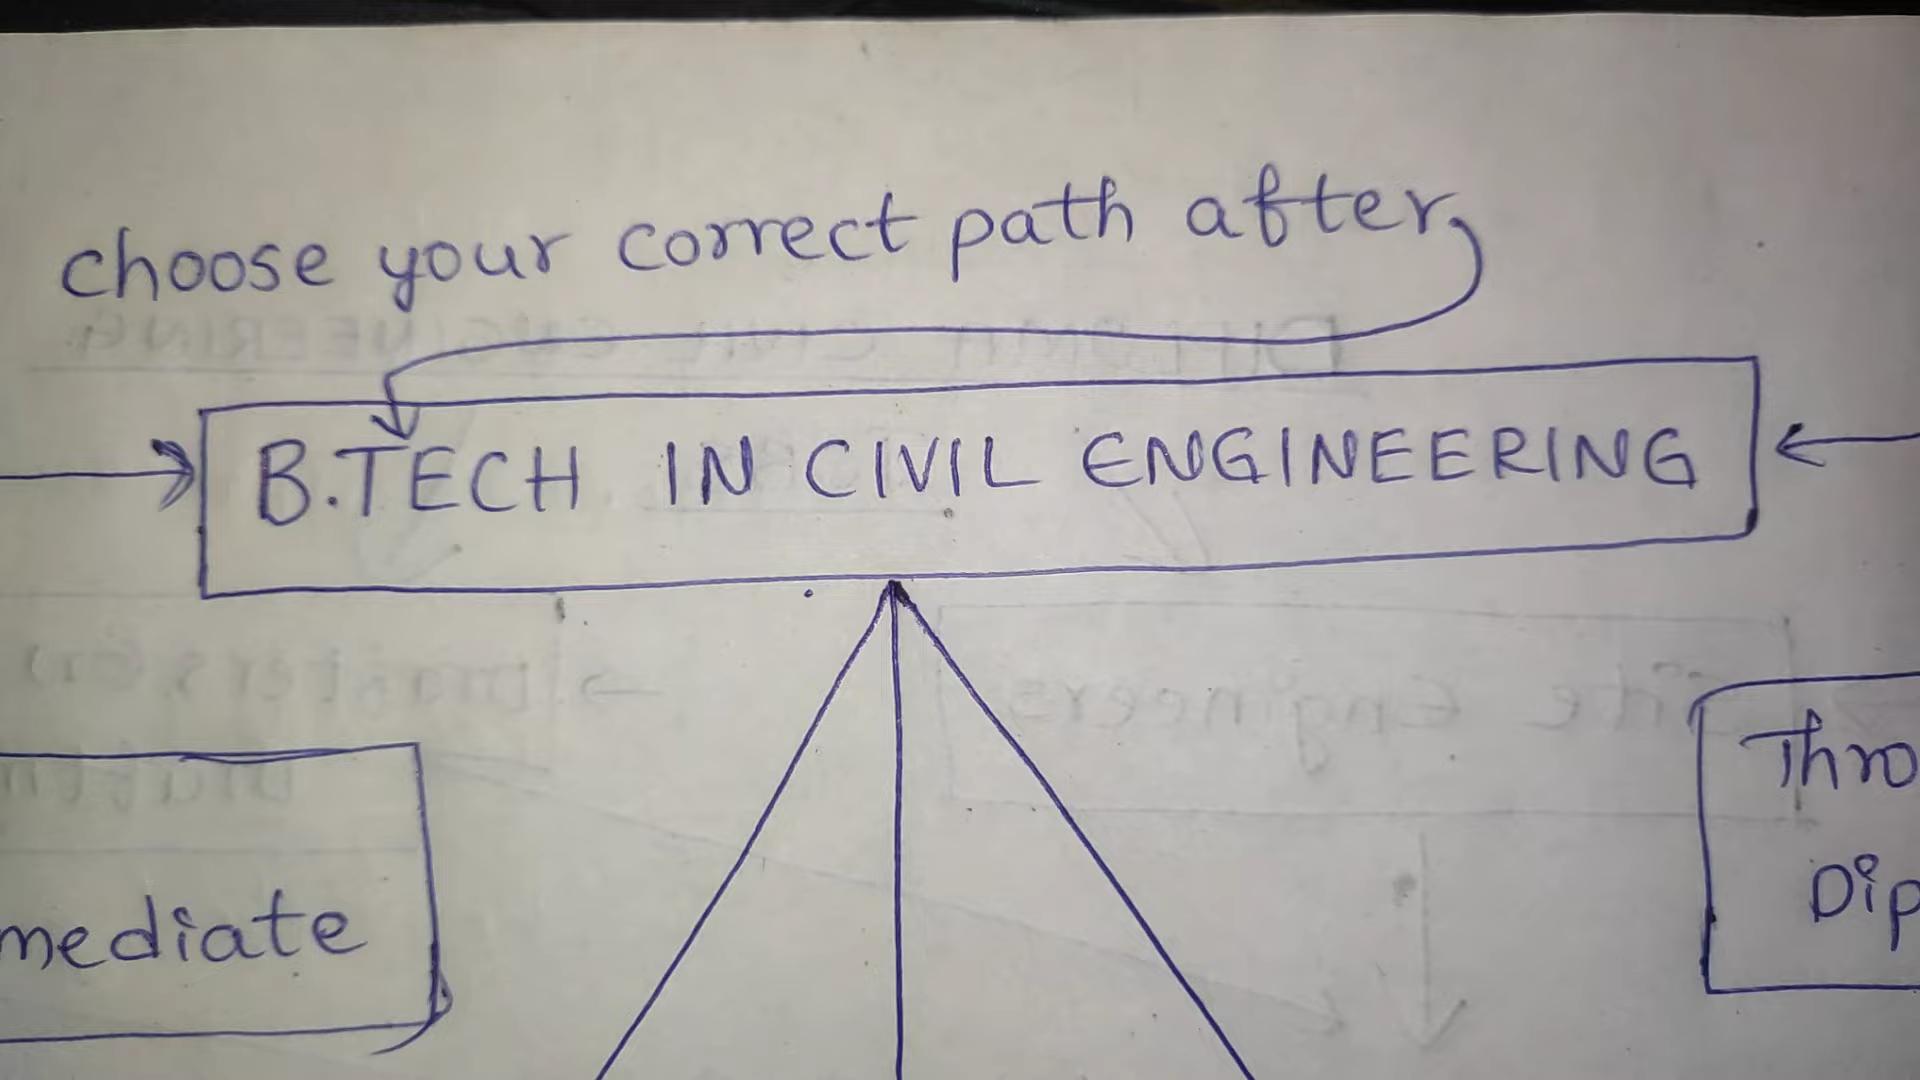 choose your correct path after
B.TECH IN CIVIL ENGINEERING
Thro
mediate
Dip